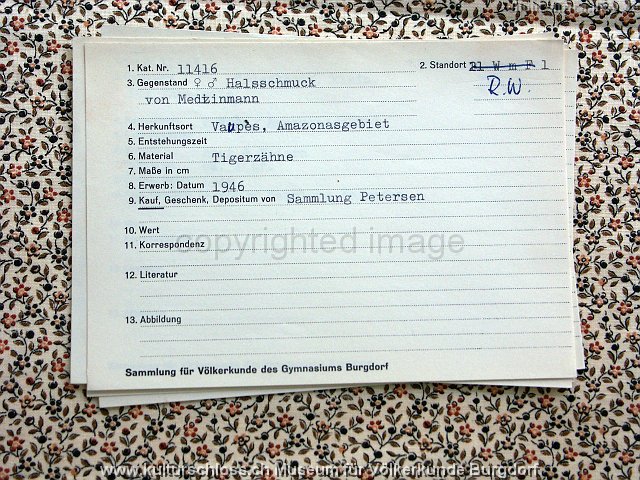 1. Kat. Nr. 11416 2. Standort 21 W m F 1
3. Gegenstand ♀ ♂ Halsschmuck R.W.
von Medizinmann
4. Herkunftsort Vaupès, Amazonasgebiet
5. Entstehungszeit
6. Material Tigerzähne
7. Maße in cm
8. Erwerb: Datum 1946
9. Kauf, Geschenk, Depositum von Sammlung Petersen
10. Wert
copyrighted image
11. Korrespondenz
12. Literatur
13. Abbildung
Sammlung für Völkerkunde des Gymnasiums Burgdorf
www.kulturschloss.ch Museum für Völkerkunde Burgdorf